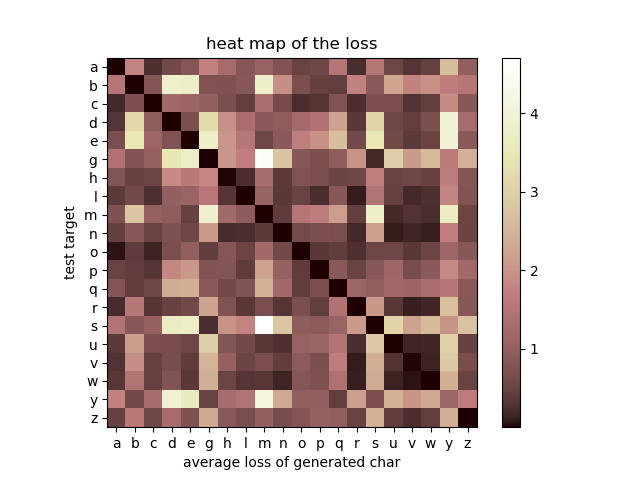 heat map of the loss
test target
a
b
c
d
e
g
h
l
m
n
o
p
q
r
s
u
v
w
y
z
a b c d e g h l m n o p q r s u v w y z
average loss of generated char
4
3
2
1